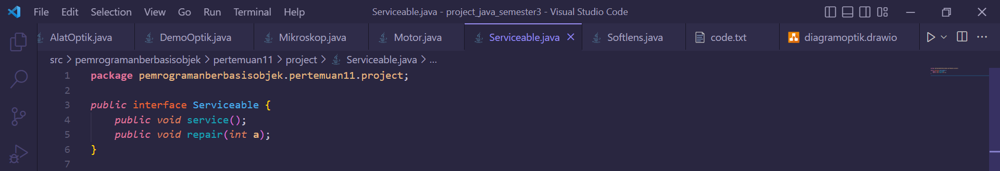 File Edit Selection View Go Run Terminal Help Serviceable.java - project_java_semester3 - Visual Studio Code
AlatOptik.java DemoOptik.java Mikroskop.java Motor.java Serviceable.java Softlens.java code.txt diagramoptik.drawio
src > pemrogramanberbasisobjek > pertemuan11 > project > Serviceable.java > ...
1 package pemrogramanberbasisobjek.pertemuan11.project;
2
3 public interface Serviceable {
4 public void service();
5 public void repair(int a);
6 }
7